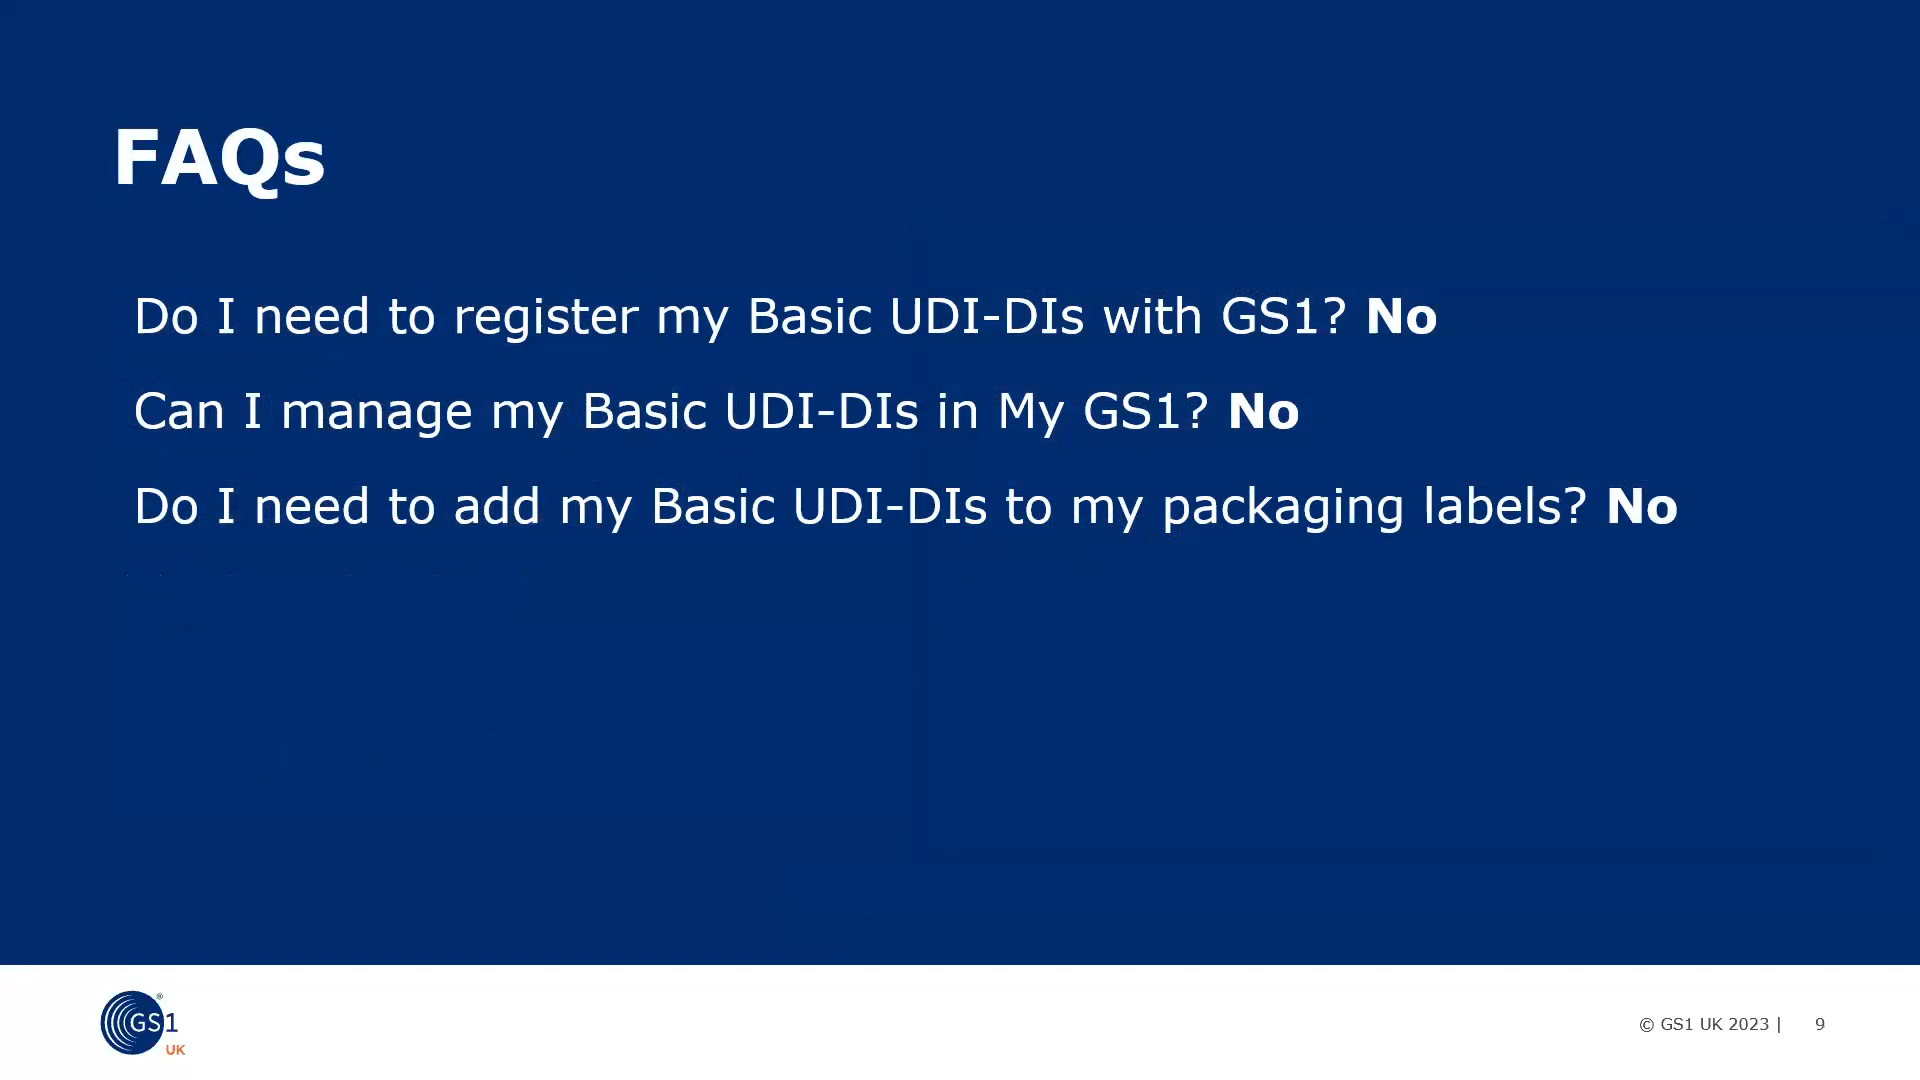 FAQs
Do I need to register my Basic UDI-DIs with GS1? No
Can I manage my Basic UDI-DIs in My GS1? No
Do I need to add my Basic UDI-DIs to my packaging labels? No
GS1 ®
UK
© GS1 UK 2023 | 9